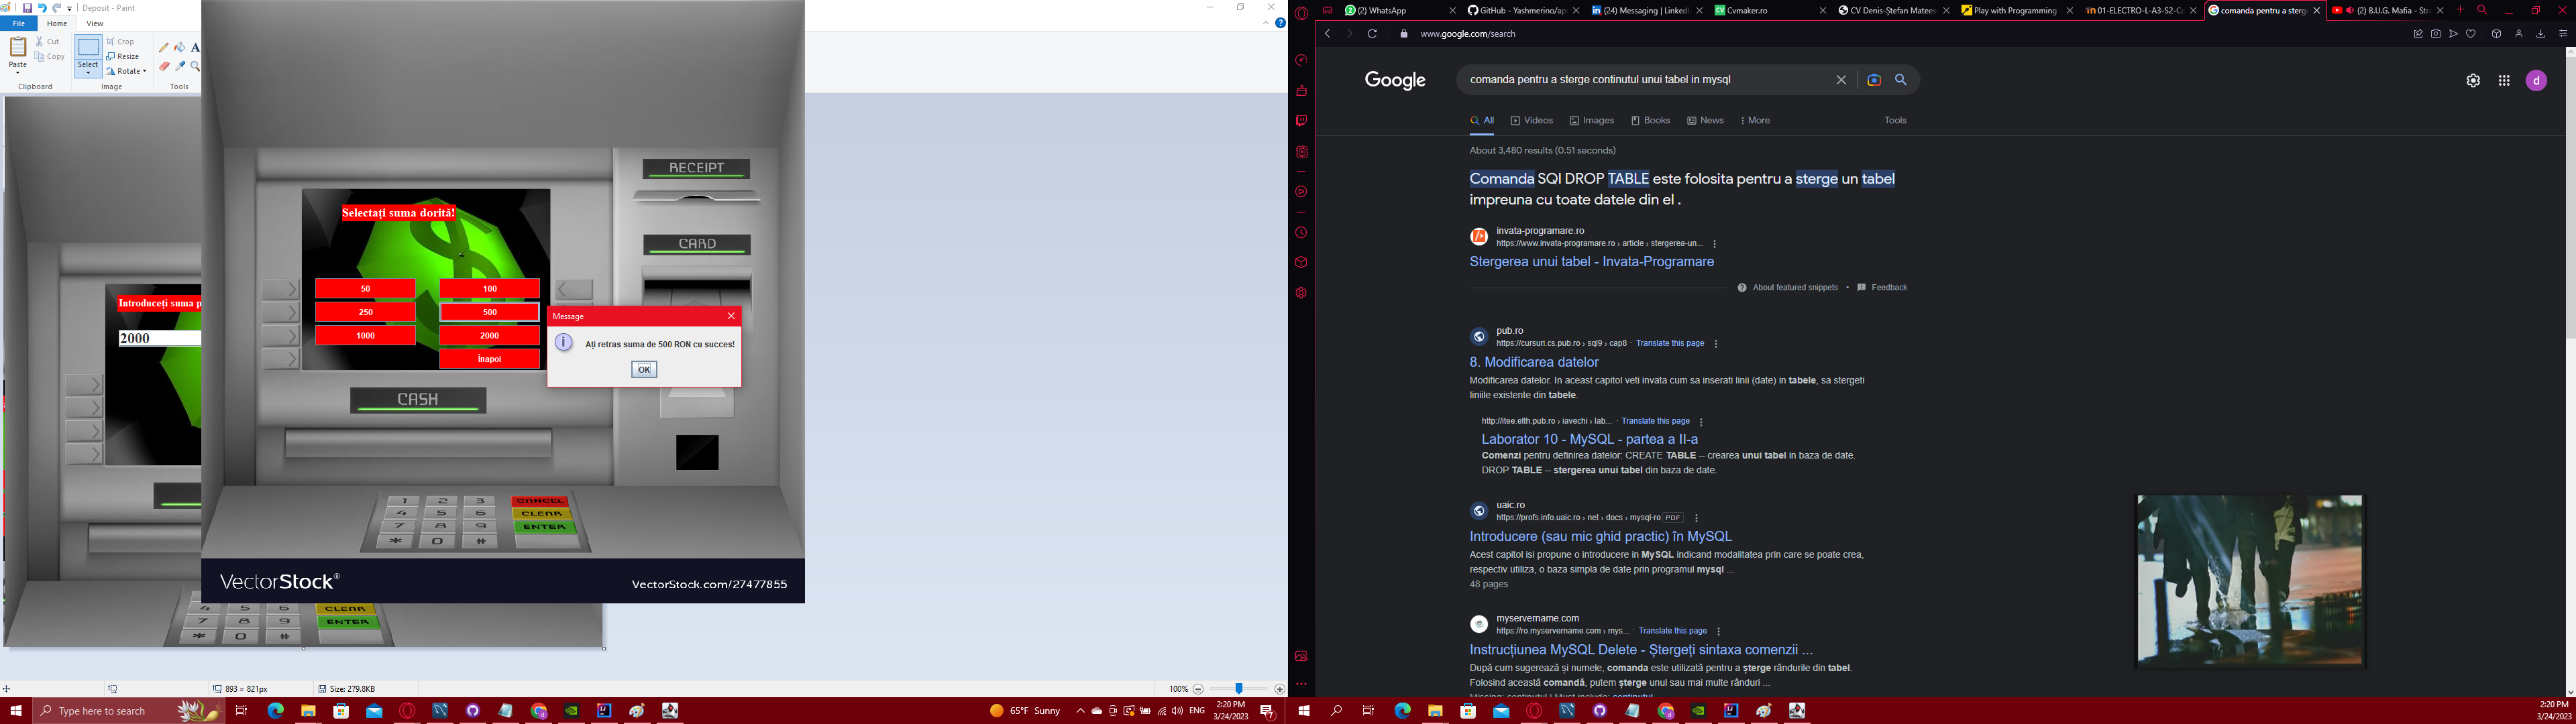 Deposit - Paint
File
Home
View
Paste
Cut
Copy
Clipboard
Select
Crop
Resize
Rotate
Image
Tools
Introduceți suma p
2000
RECEIPT
CARD
Selectați suma dorită!
50
100
250
500
1000
2000
Înapoi
Message
Ați retras suma de 500 RON cu succes!
OK
CASH
1 2 3 CANCEL
4 5 6 CLEAR
7 8 9 ENTER
* 0 #
VectorStock®
VectorStock.com/27477855
4 5 6 CLEAR
7 8 9 ENTER
* 0 #
893 × 821px
Size: 279.8KB
100%
Type here to search
65°F Sunny
ENG
2:20 PM
3/24/2023
7
(2) WhatsApp
GitHub - Yashmerino/ap
(24) Messaging | LinkedI
Cvmaker.ro
CV Denis-Ștefan Matees
Play with Programming
01-ELECTRO-L-A3-S2-C
comanda pentru a sterg
(2) B.U.G. Mafia - Stra
www.google.com/search
Google
comanda pentru a sterge continutul unui tabel in mysql
d
All
Videos
Images
Books
News
More
Tools
About 3,480 results (0.51 seconds)
Comanda SQl DROP TABLE este folosita pentru a sterge un tabel
impreuna cu toate datele din el .
invata-programare.ro
https://www.invata-programare.ro › article › stergerea-un...
Stergerea unui tabel - Invata-Programare
About featured snippets • Feedback
pub.ro
https://cursuri.cs.pub.ro › sql9 › cap8 · Translate this page
8. Modificarea datelor
Modificarea datelor. In aceast capitol veti invata cum sa inserati linii (date) in tabele, sa stergeti
liniile existente din tabele.
http://itee.elth.pub.ro › iavechi › lab... · Translate this page
Laborator 10 - MySQL - partea a II-a
Comenzi pentru definirea datelor: CREATE TABLE -- crearea unui tabel in baza de date.
DROP TABLE -- stergerea unui tabel din baza de date.
uaic.ro
https://profs.info.uaic.ro › net › docs › mysql-ro PDF
Introducere (sau mic ghid practic) în MySQL
Acest capitol isi propune o introducere in MySQL indicand modalitatea prin care se poate crea,
respectiv utiliza, o baza simpla de date prin programul mysql ...
48 pages
myservername.com
https://ro.myservername.com › mys... · Translate this page
Instrucțiunea MySQL Delete - Ștergeți sintaxa comenzii ...
După cum sugerează și numele, comanda este utilizată pentru a șterge rândurile din tabel.
Folosind această comandă, putem șterge unul sau mai multe rânduri ...
Missing: continutul | Must include: continutul
2:20 PM
3/24/2023